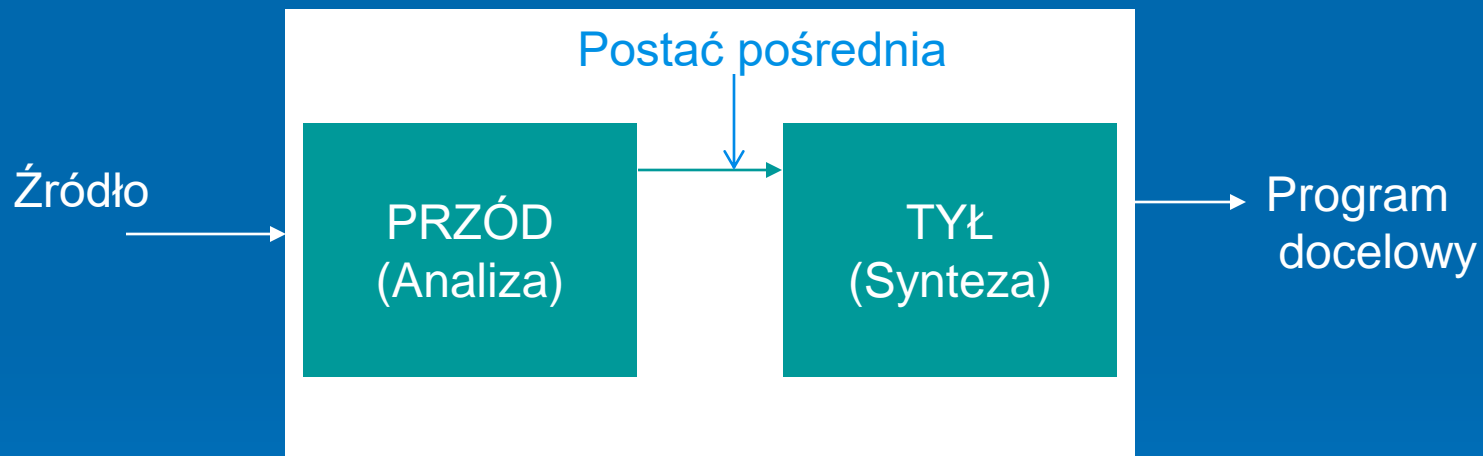 Postać pośrednia
Źródło
PRZÓD
(Analiza)
TYŁ
(Synteza)
Program
docelowy